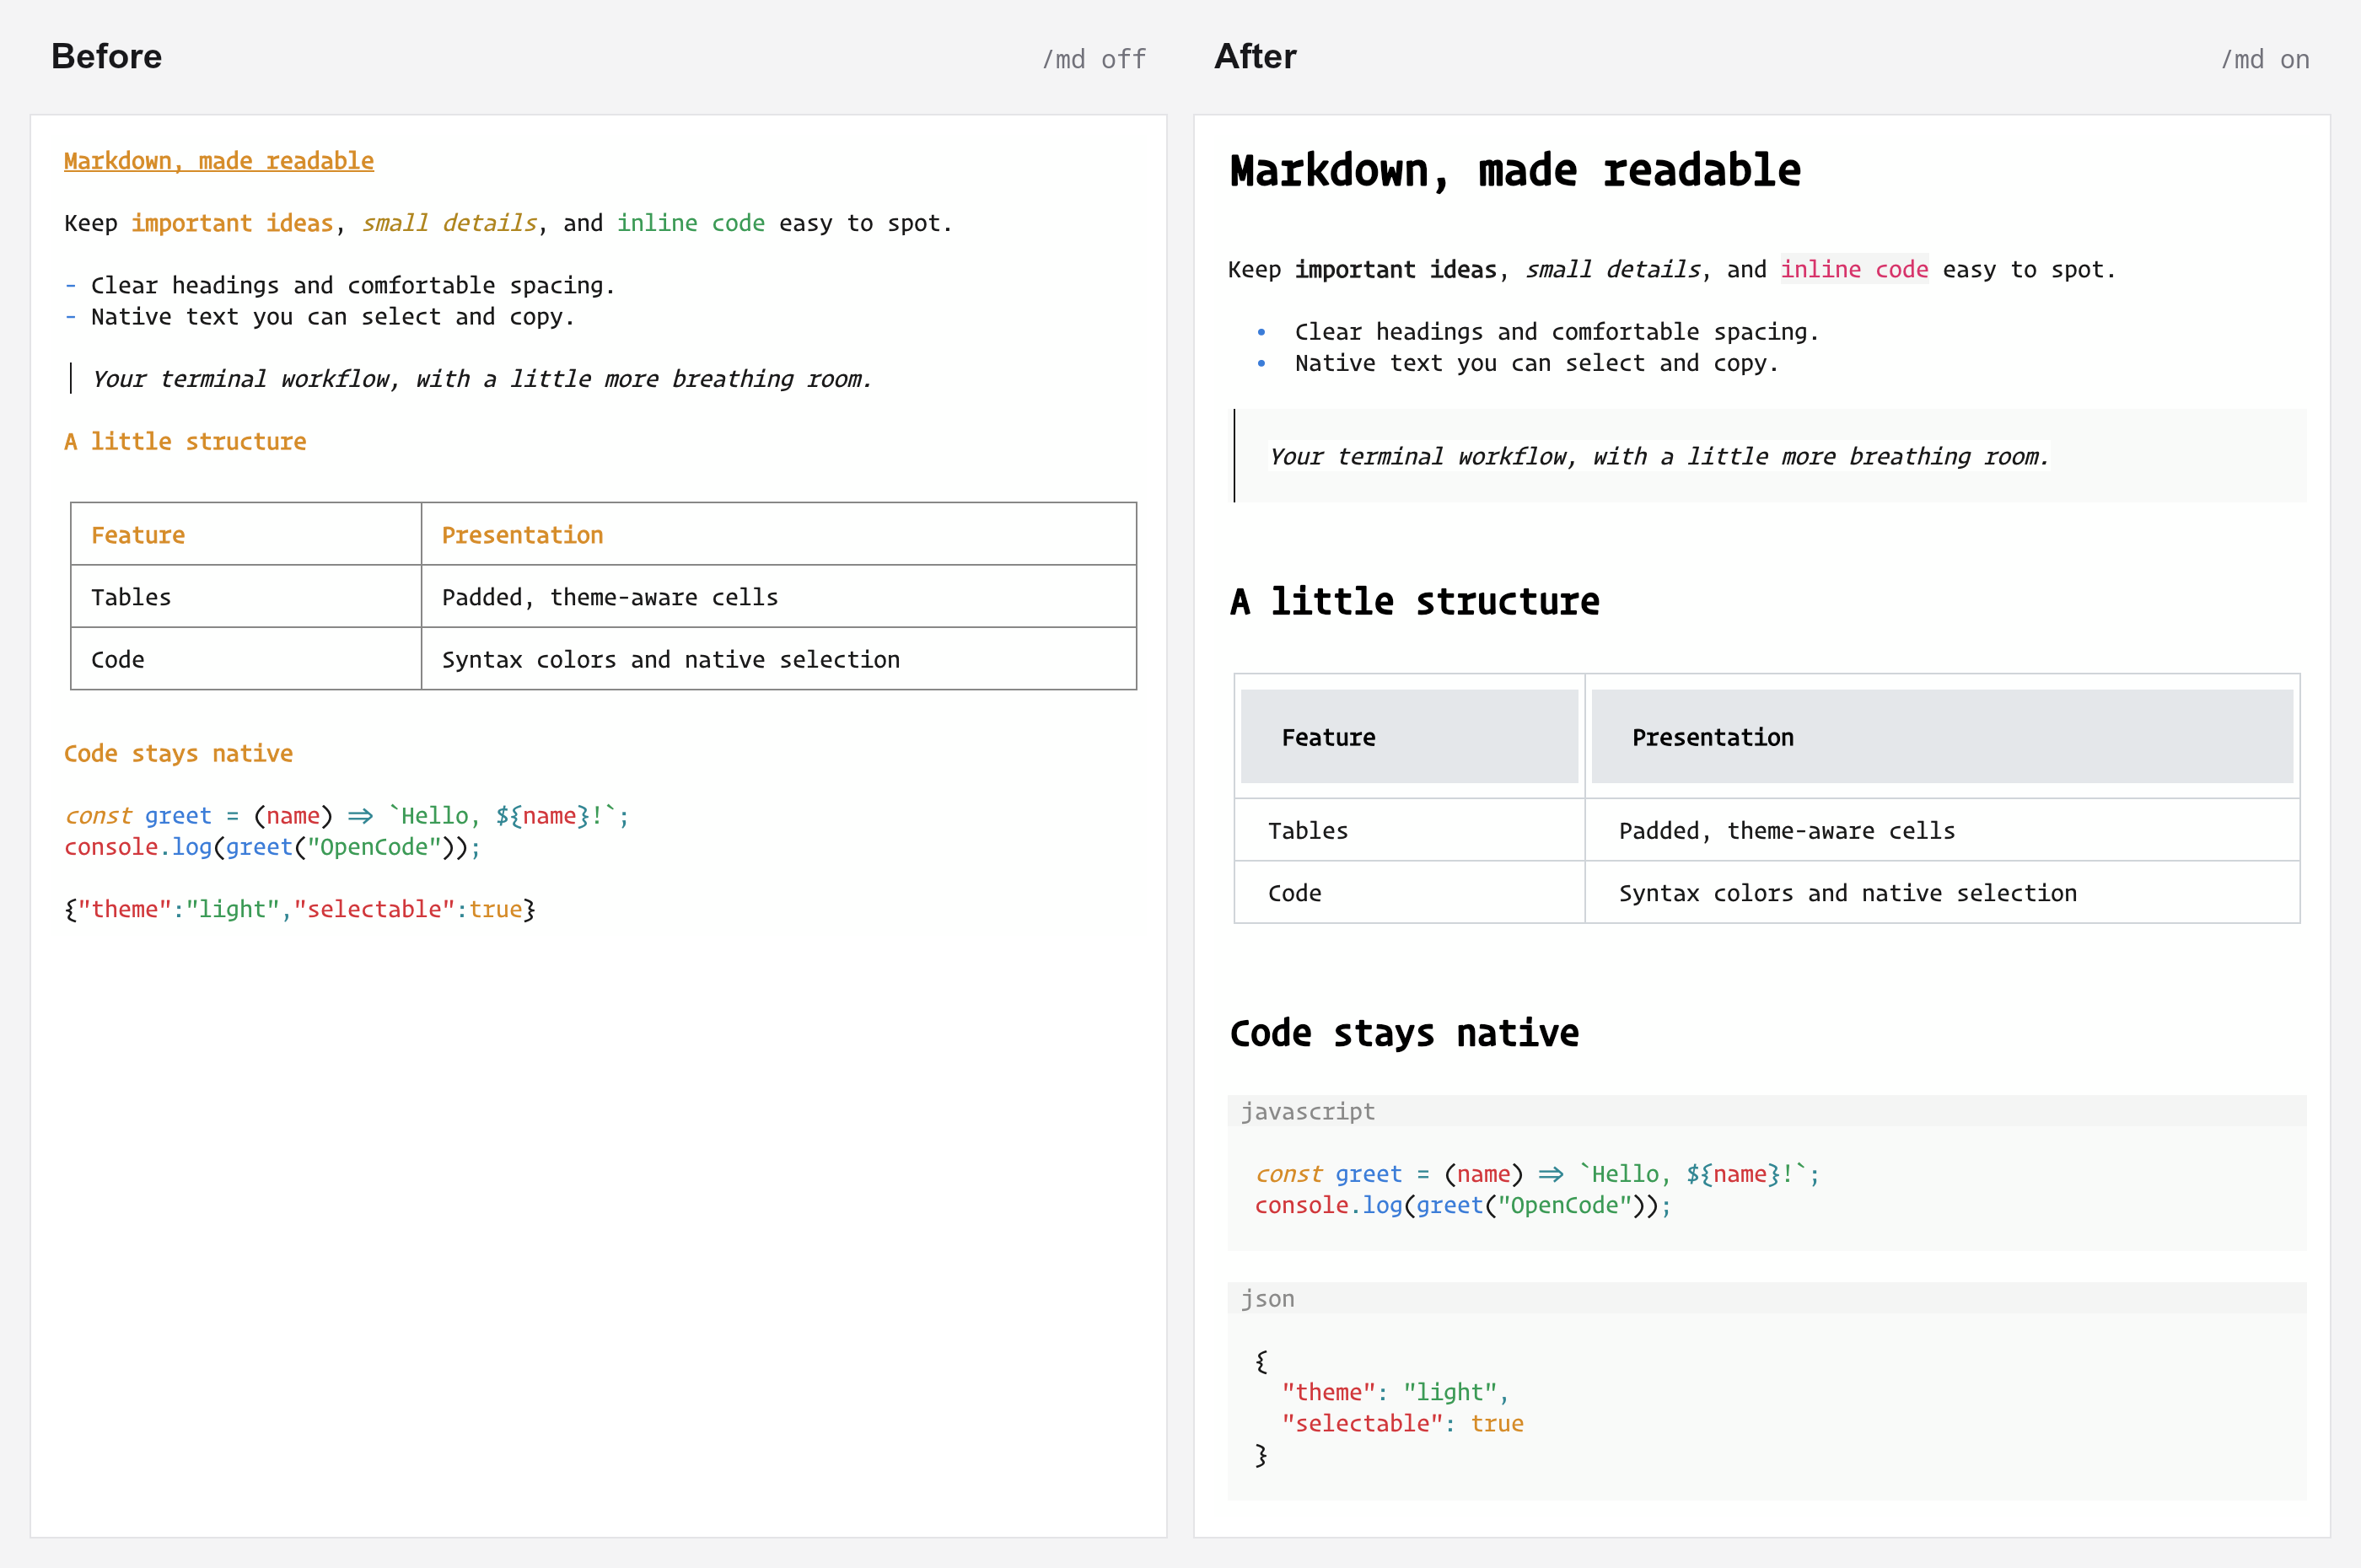 Before
/md off
Markdown, made readable
Keep important ideas, small details, and inline code easy to spot.
- Clear headings and comfortable spacing.
- Native text you can select and copy.
Your terminal workflow, with a little more breathing room.
A little structure
Feature Presentation
Tables Padded, theme-aware cells
Code Syntax colors and native selection
Code stays native
const greet = (name) => `Hello, ${name}!`;
console.log(greet("OpenCode"));
{"theme":"light","selectable":true}
After
/md on
Markdown, made readable
Keep important ideas, small details, and inline code easy to spot.
• Clear headings and comfortable spacing.
• Native text you can select and copy.
Your terminal workflow, with a little more breathing room.
A little structure
Feature Presentation
Tables Padded, theme-aware cells
Code Syntax colors and native selection
Code stays native
javascript
const greet = (name) => `Hello, ${name}!`;
console.log(greet("OpenCode"));
json
{
  "theme": "light",
  "selectable": true
}